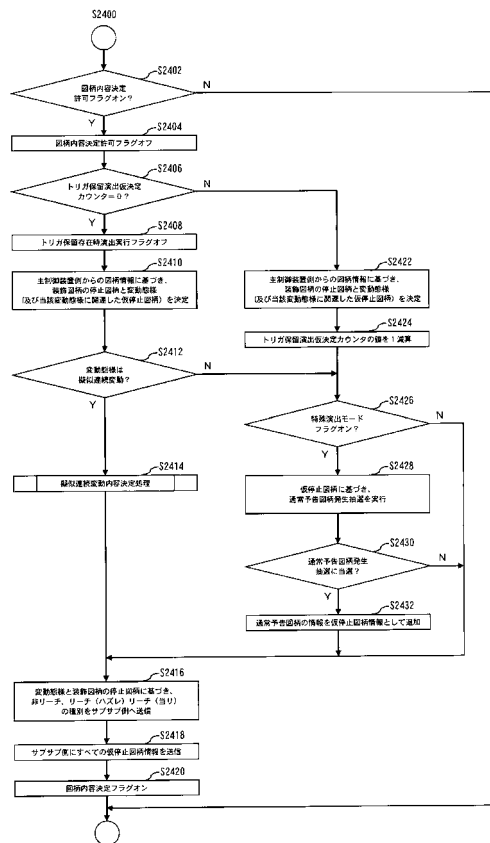 S2400
S2402
図柄内容決定
許可フラグオン?
N
Y
S2404
図柄内容決定許可フラグオフ
S2406
トリガ保留演出仮決定
カウンタ=0?
N
Y
S2408
トリガ保留存在時演出実行フラグオフ
S2410
主制御装置側からの図柄情報に基づき、
装飾図柄の停止図柄と変動態様
(及び当該変動態様に関連した仮停止図柄)を決定
S2422
主制御装置側からの図柄情報に基づき、
装飾図柄の停止図柄と変動態様
(及び当該変動態様に関連した仮停止図柄)を決定
S2424
トリガ保留演出仮決定カウンタの値を1減算
S2412
変動態様は
擬似連続変動?
N
Y
S2426
特殊演出モード
フラグオン?
N
Y
S2414
擬似連続変動内容決定処理
S2428
仮停止図柄に基づき、
通常予告図柄発生抽選を実行
S2430
通常予告図柄発生
抽選に当選?
N
Y
S2432
通常予告図柄の情報を仮停止図柄情報として追加
S2416
変動態様と装飾図柄の停止図柄に基づき、
非リーチ、リーチ(ハズレ)リーチ(当り)
の種別をサブサブ側へ送信
S2418
サブサブ側にすべての仮停止図柄情報を送信
S2420
図柄内容決定フラグオン